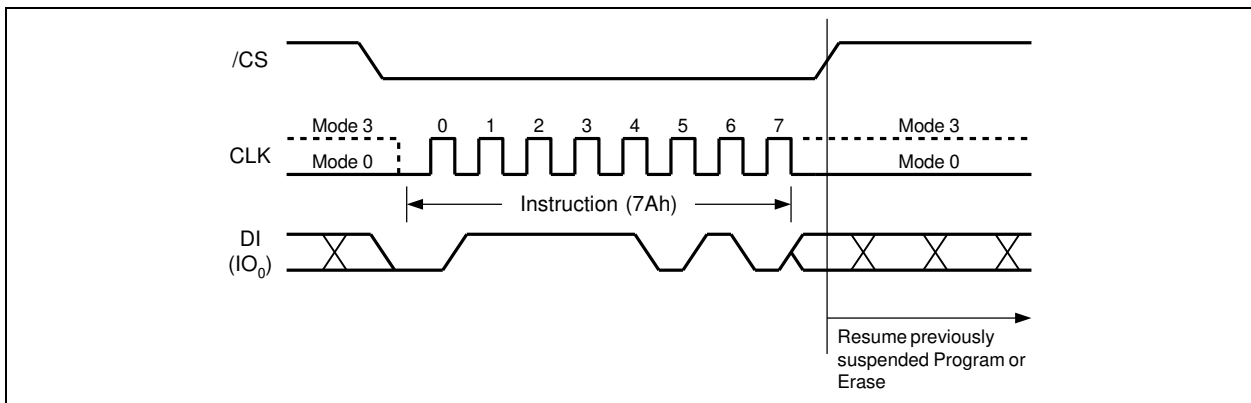 /CS
Mode 3
0 1 2 3 4 5 6 7
Mode 3
CLK
Mode 0
Mode 0
Instruction (7Ah)
DI
(IO0)
Resume previously
suspended Program or
Erase